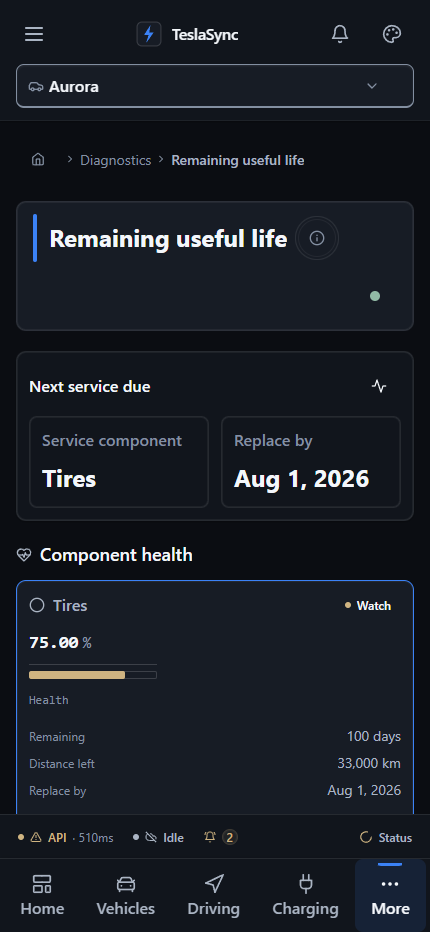 TeslaSync
Aurora
Diagnostics
Remaining useful life
Remaining useful life
Next service due
Service component
Tires
Replace by
Aug 1, 2026
Component health
Tires
Watch
75.00 %
Health
Remaining
100 days
Distance left
33,000 km
Replace by
Aug 1, 2026
API · 510ms
Idle
2
Status
Home
Vehicles
Driving
Charging
More